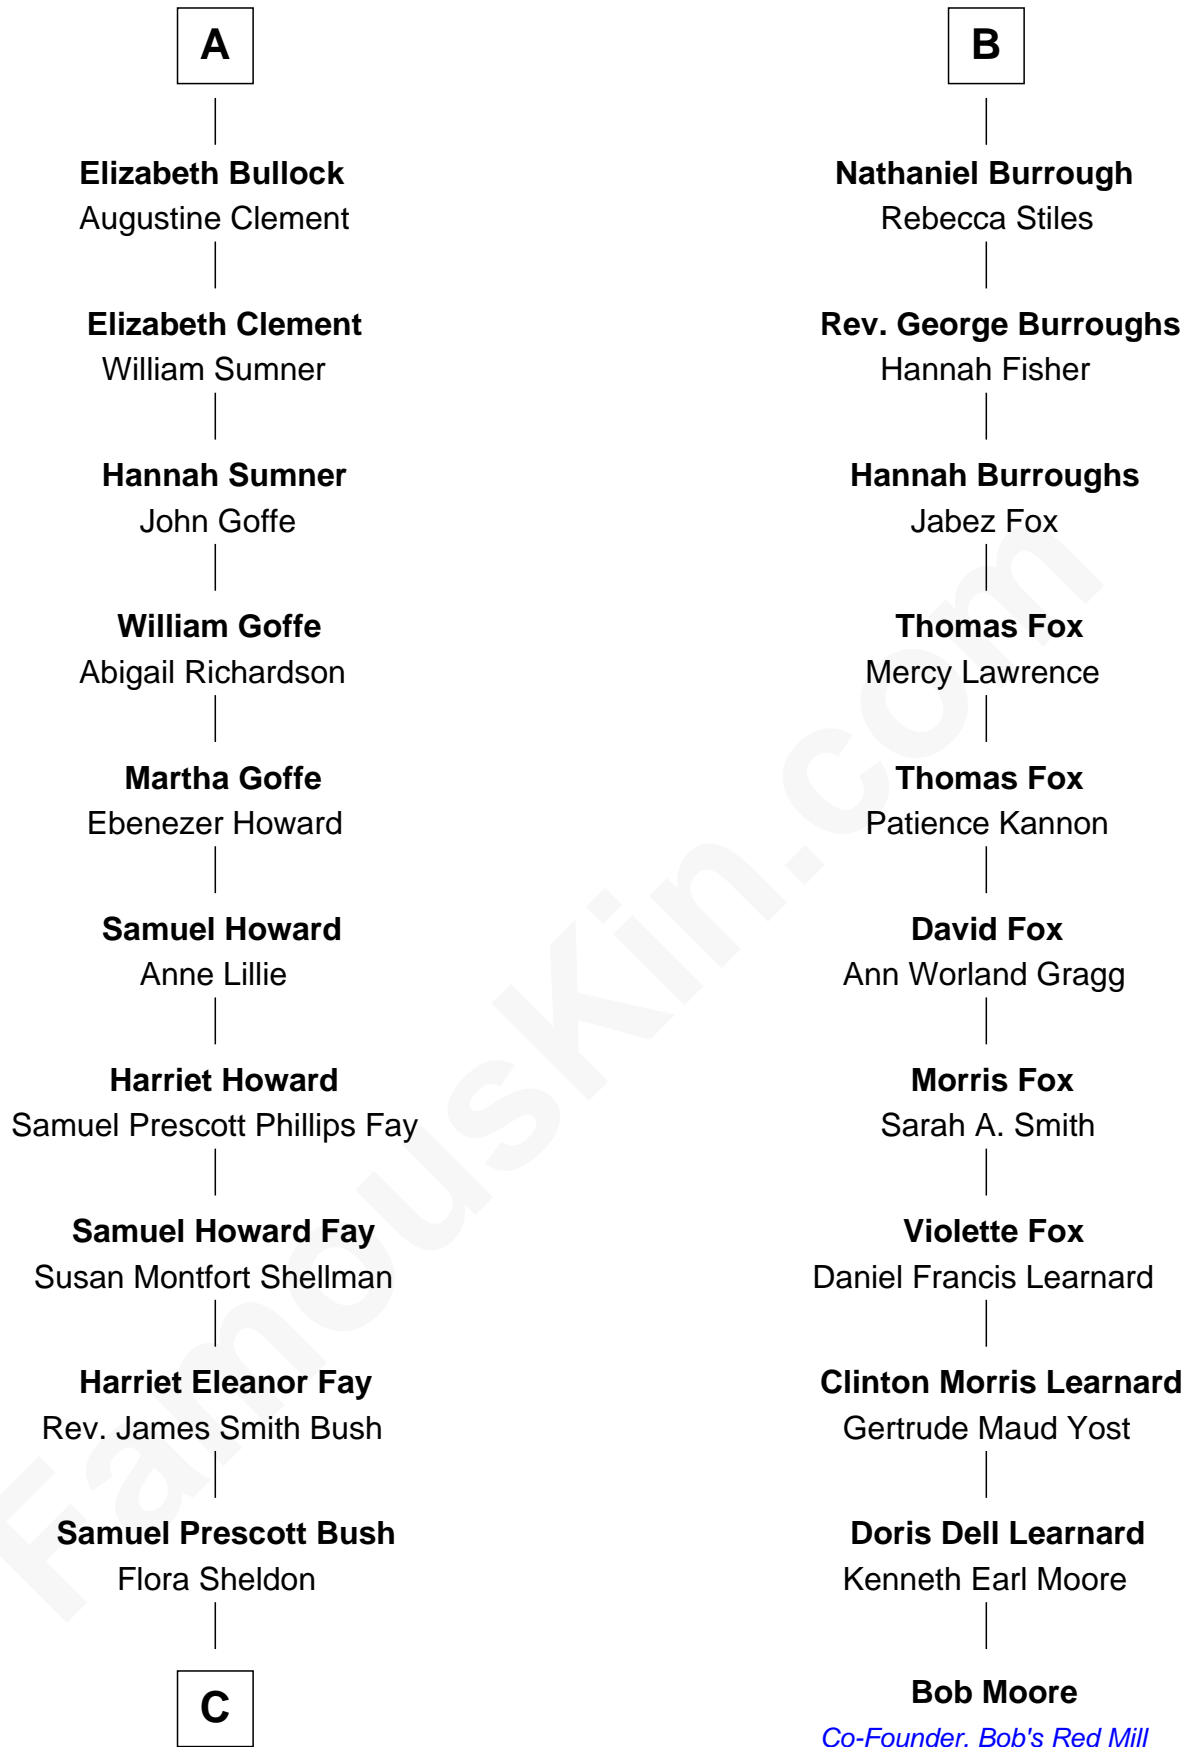 A
Elizabeth Bullock
Augustine Clement
Elizabeth Clement
William Sumner
Hannah Sumner
John Goffe
William Goffe
Abigail Richardson
Martha Goffe
Ebenezer Howard
Samuel Howard
Anne Lillie
Harriet Howard
Samuel Prescott Phillips Fay
Samuel Howard Fay
Susan Montfort Shellman
Harriet Eleanor Fay
Rev. James Smith Bush
Samuel Prescott Bush
Flora Sheldon
C
B
Nathaniel Burrough
Rebecca Stiles
Rev. George Burroughs
Hannah Fisher
Hannah Burroughs
Jabez Fox
Thomas Fox
Mercy Lawrence
Thomas Fox
Patience Kannon
David Fox
Ann Worland Gragg
Morris Fox
Sarah A. Smith
Violette Fox
Daniel Francis Learnard
Clinton Morris Learnard
Gertrude Maud Yost
Doris Dell Learnard
Kenneth Earl Moore
Bob Moore
Co-Founder, Bob's Red Mill
FamousKin.com